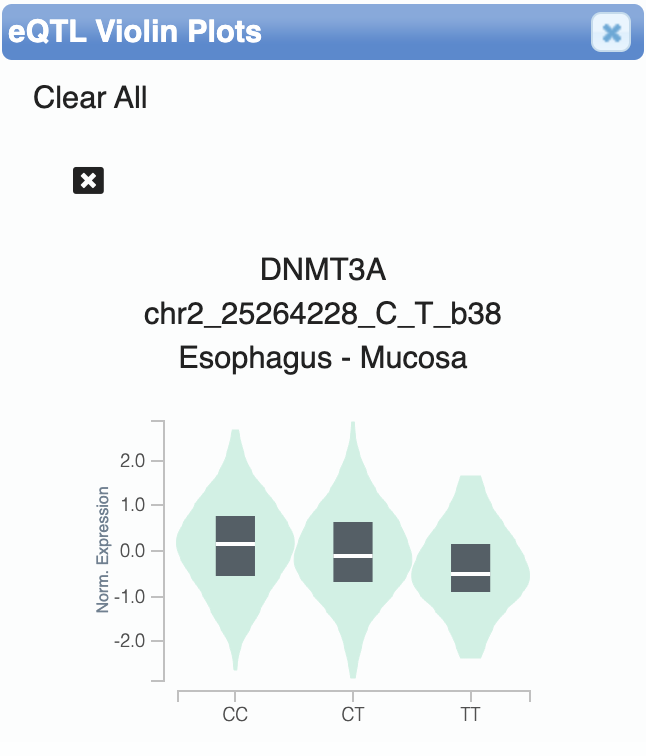 eQTL Violin Plots
Clear All
DNMT3A
chr2_25264228_C_T_b38
Esophagus - Mucosa
Norm. Expression
2.0
1.0
0.0
-1.0
-2.0
CC CT TT